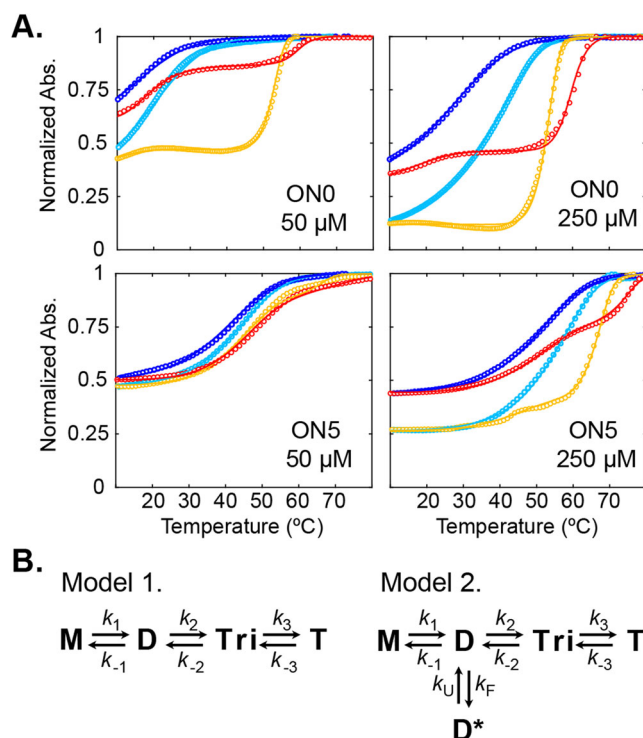 A.
Normalized Abs.
1
0.75
0.5
0.25
0
ON0
50 µM
ON0
250 µM
Normalized Abs.
1
0.75
0.5
0.25
0
ON5
50 µM
ON5
250 µM
20 30 40 50 60 70
20 30 40 50 60 70
Temperature (ºC)
Temperature (ºC)
B.
Model 1.
M k1 k-1 D k2 k-2 Tri k3 k-3 T
Model 2.
M k1 k-1 D k2 k-2 Tri k3 k-3 T
kU kF
D*